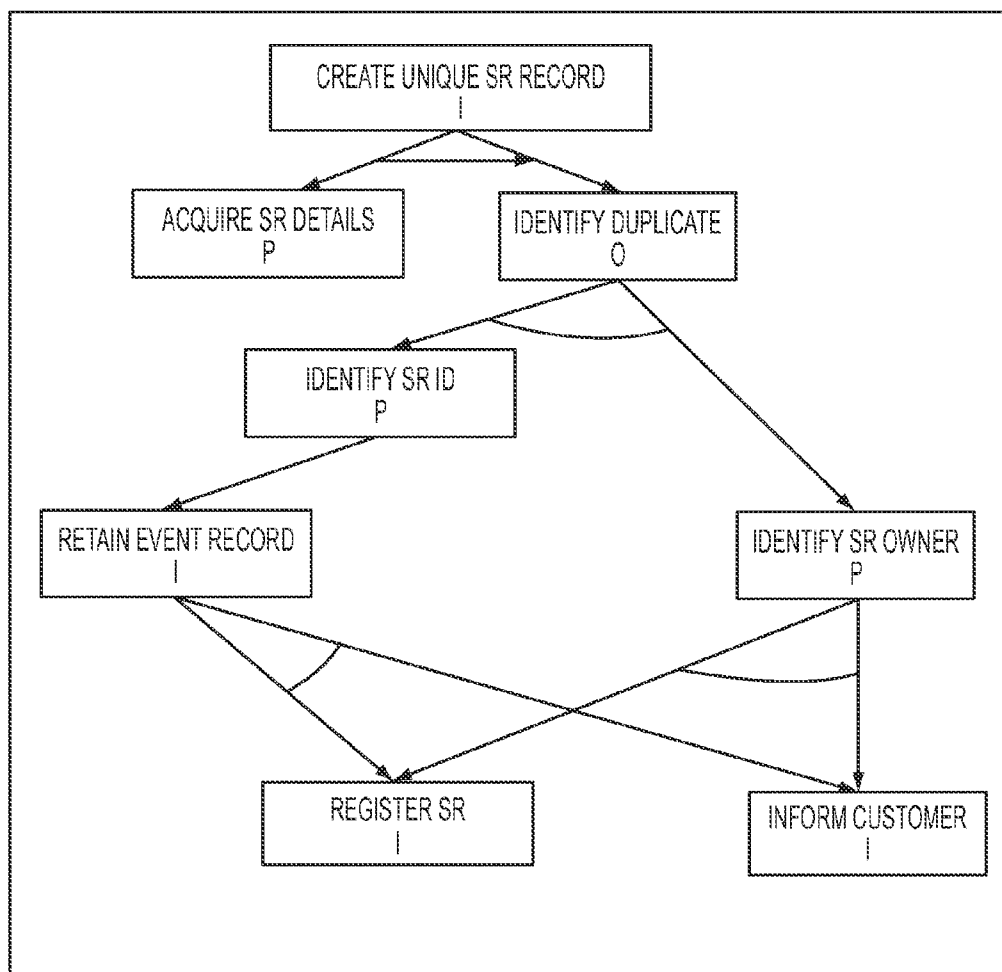 CREATE UNIQUE SR RECORD
I
ACQUIRE SR DETAILS
P
IDENTIFY DUPLICATE
O
IDENTIFY SR ID
P
RETAIN EVENT RECORD
I
IDENTIFY SR OWNER
P
REGISTER SR
I
INFORM CUSTOMER
I